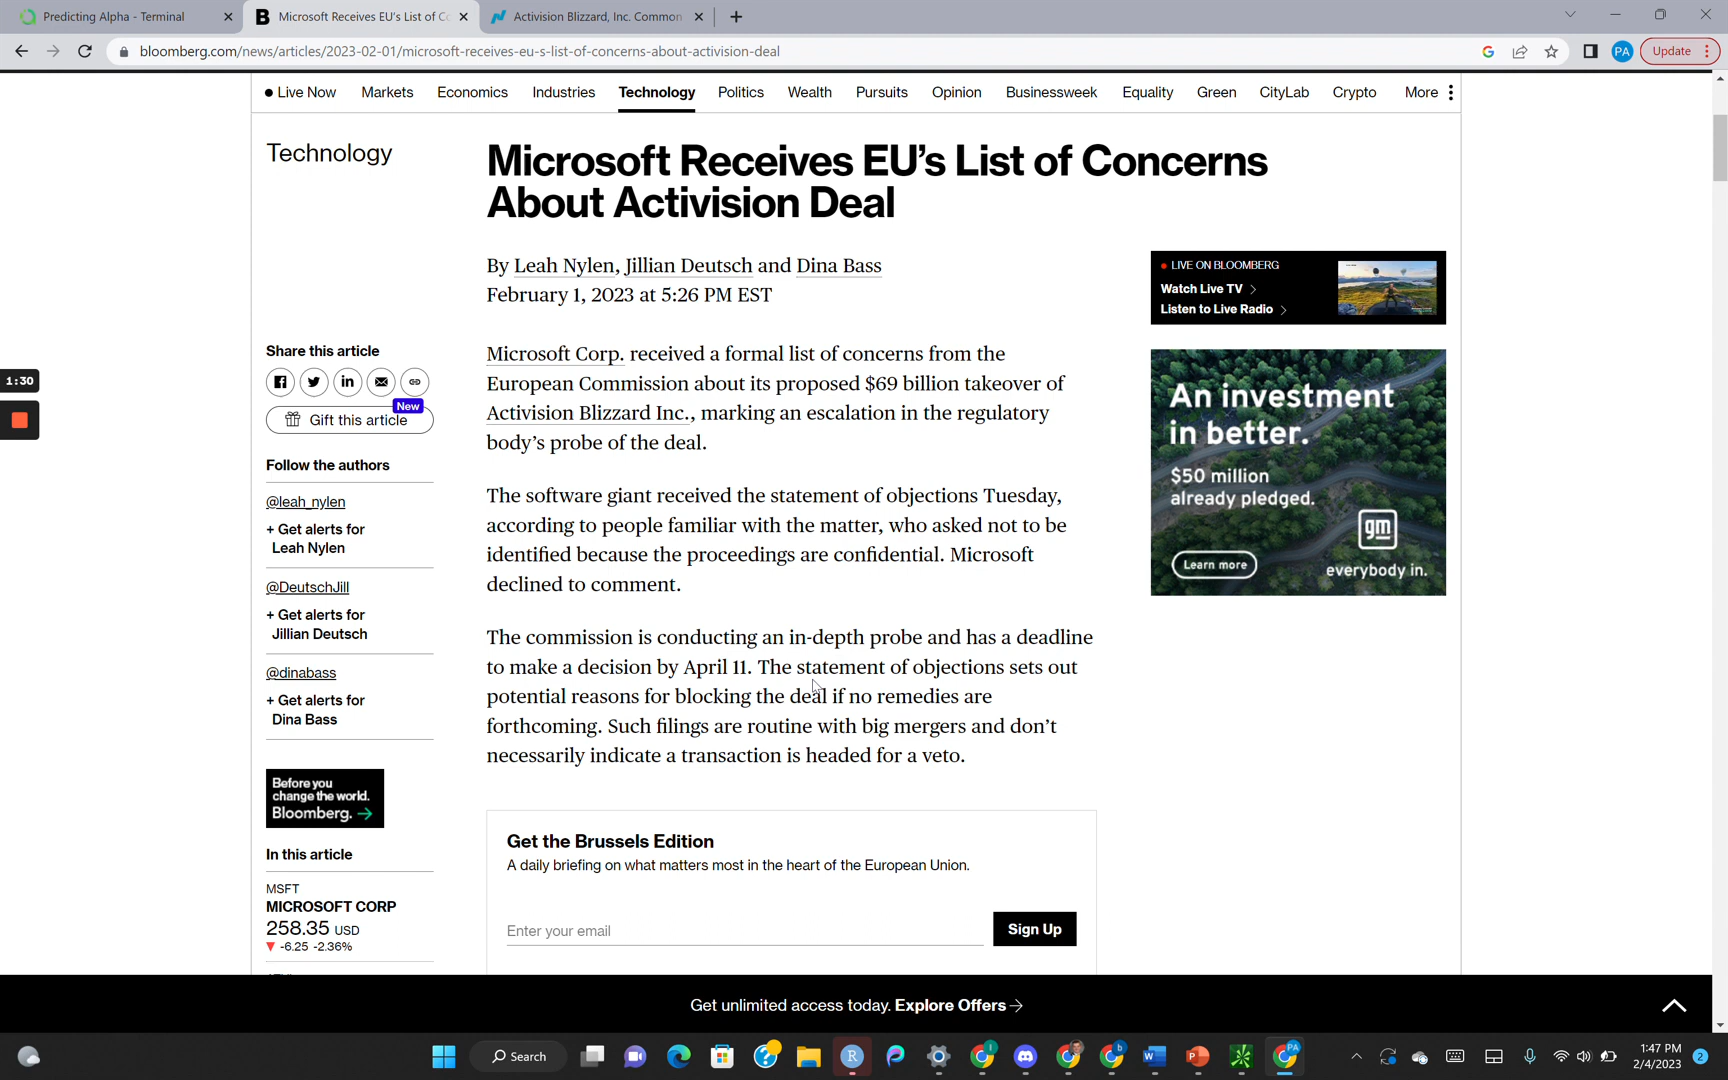 Predicting Alpha - Terminal
Microsoft Receives EU's List of Co
Activision Blizzard, Inc. Common
bloomberg.com/news/articles/2023-02-01/microsoft-receives-eu-s-list-of-concerns-about-activision-deal
PA
Update
Live Now Markets Economics Industries Technology Politics Wealth Pursuits Opinion Businessweek Equality Green CityLab Crypto More
Technology
Microsoft Receives EU's List of Concerns
About Activision Deal
By Leah Nylen, Jillian Deutsch and Dina Bass
February 1, 2023 at 5:26 PM EST
LIVE ON BLOOMBERG
Watch Live TV
Listen to Live Radio
Share this article
New
Gift this article
Follow the authors
@leah_nylen
+ Get alerts for
Leah Nylen
@DeutschJill
+ Get alerts for
Jillian Deutsch
@dinabass
+ Get alerts for
Dina Bass
Before you
change the world.
Bloomberg.
In this article
MSFT
MICROSOFT CORP
258.35 USD
-6.25 -2.36%
1:30
Microsoft Corp. received a formal list of concerns from the
European Commission about its proposed $69 billion takeover of
Activision Blizzard Inc., marking an escalation in the regulatory
body's probe of the deal.
The software giant received the statement of objections Tuesday,
according to people familiar with the matter, who asked not to be
identified because the proceedings are confidential. Microsoft
declined to comment.
The commission is conducting an in-depth probe and has a deadline
to make a decision by April 11. The statement of objections sets out
potential reasons for blocking the deal if no remedies are
forthcoming. Such filings are routine with big mergers and don't
necessarily indicate a transaction is headed for a veto.
Get the Brussels Edition
A daily briefing on what matters most in the heart of the European Union.
Enter your email
Sign Up
An investment
in better.
$50 million
already pledged.
gm
Learn more
everybody in.
Get unlimited access today. Explore Offers
Search
1:47 PM
2/4/2023
2